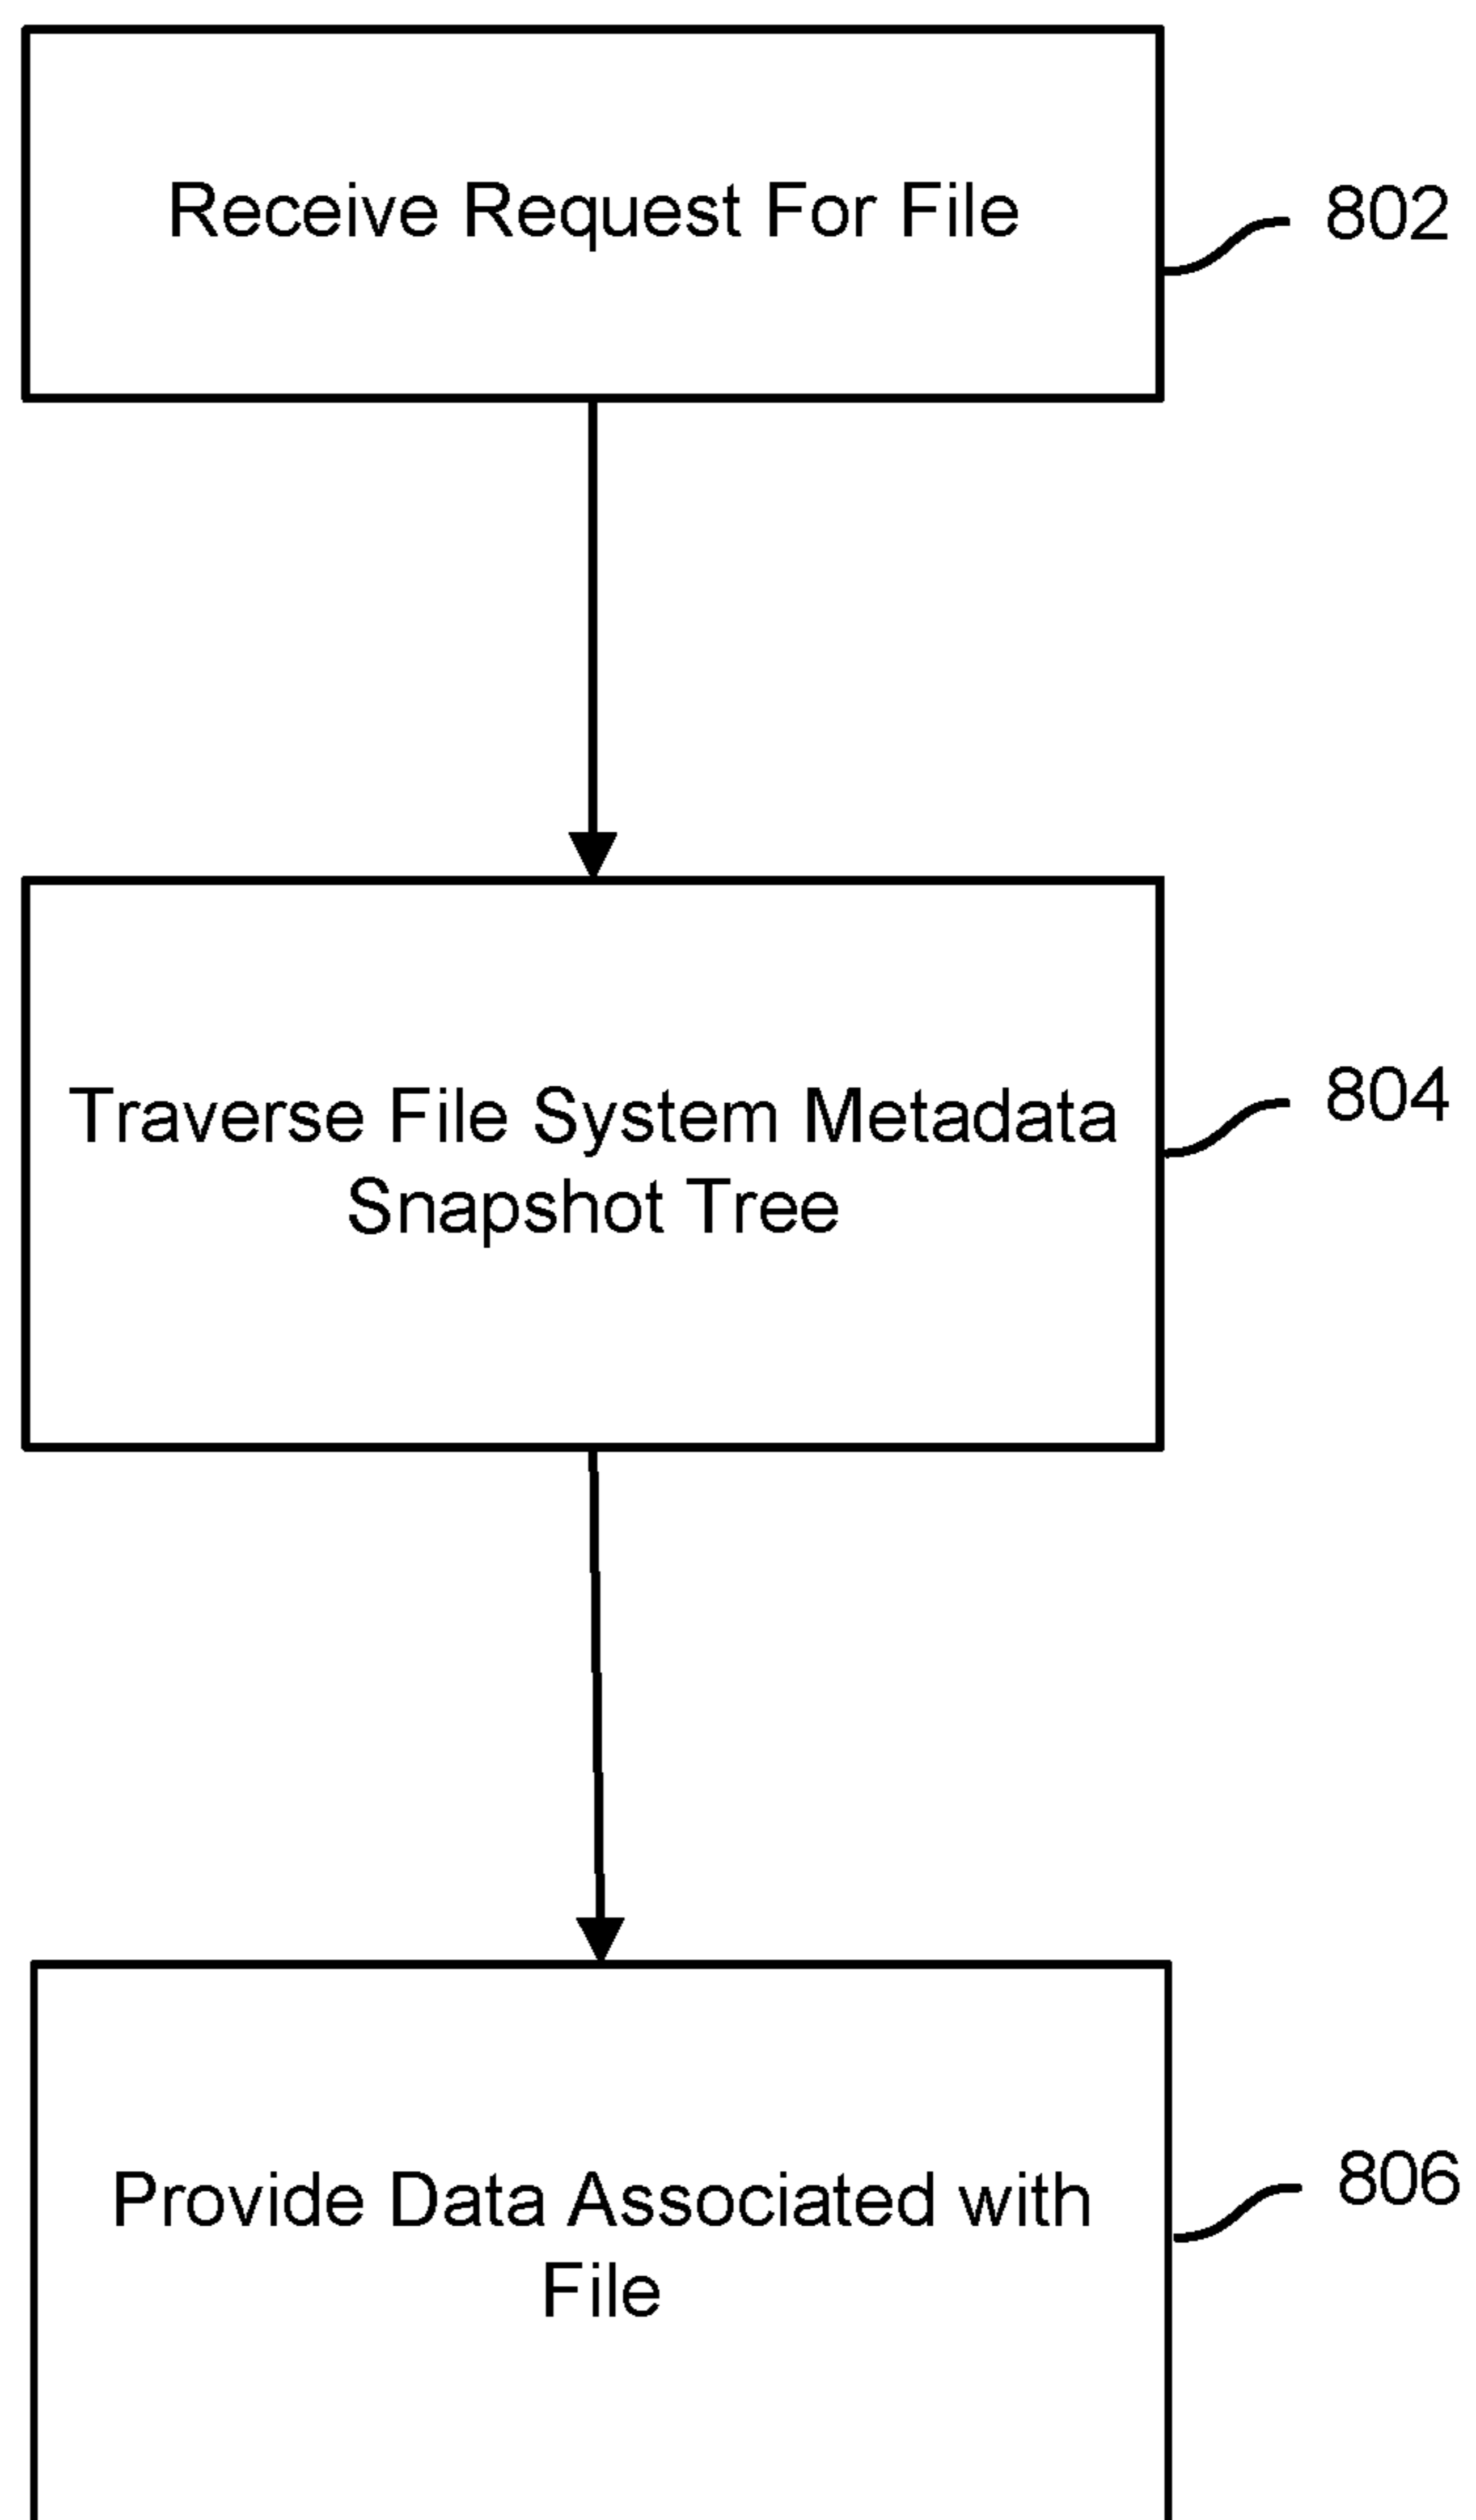 Receive Request For File
802
Traverse File System Metadata
Snapshot Tree
804
Provide Data Associated with
File
806